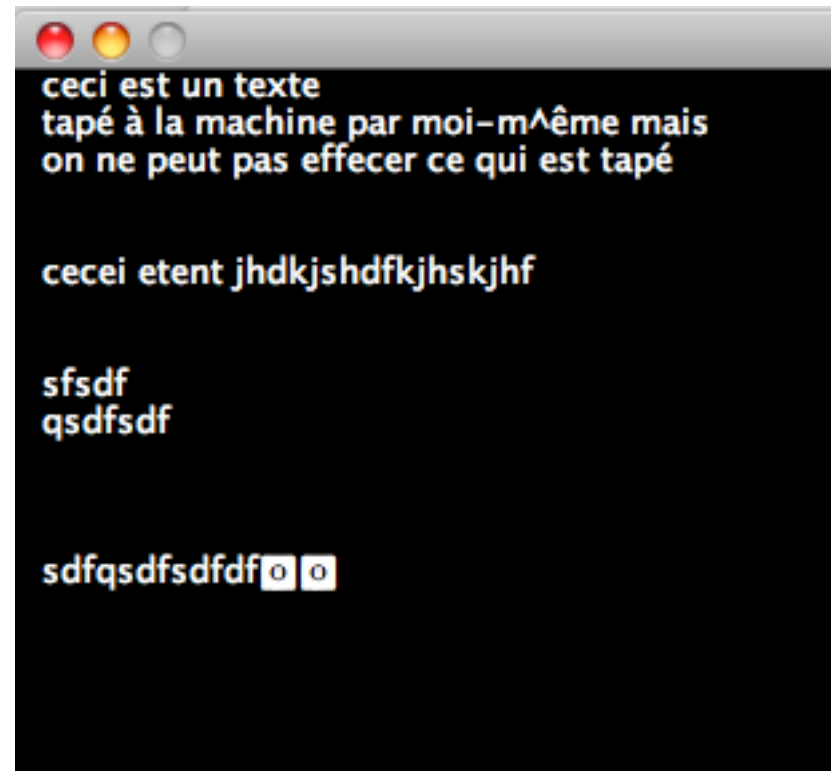 ceci est un texte
tapé à la machine par moi-m^ême mais
on ne peut pas effecer ce qui est tapé
cecei etent jhdkjshdfkjhskjhf
sfsdf
qsdfsdf
sdfqsdfsdfdf o o